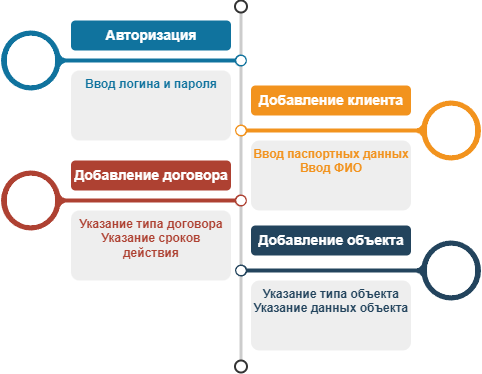 Авторизация
Ввод логина и пароля
Добавление клиента
Ввод паспортных данных
Ввод ФИО
Добавление договора
Указание типа договора
Указание сроков
действия
Добавление объекта
Указание типа объекта
Указание данных объекта